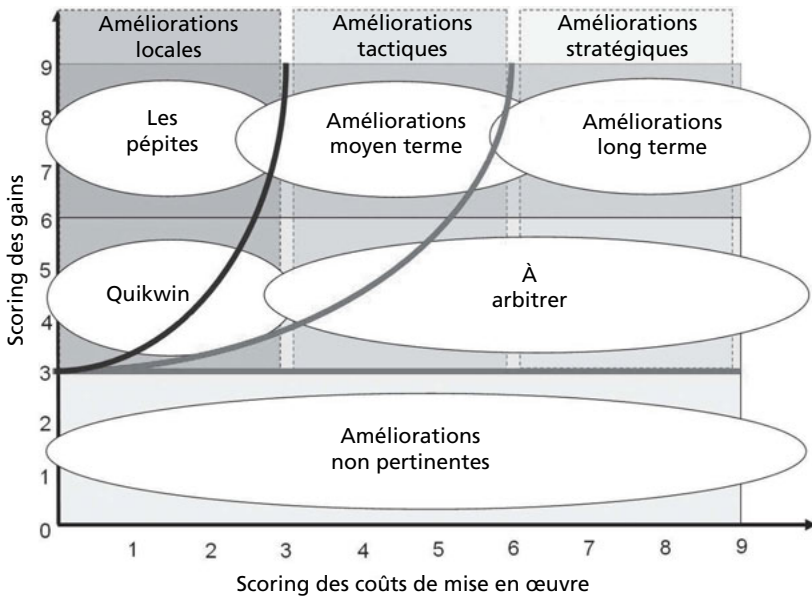 Améliorations
locales
Améliorations
tactiques
Améliorations
stratégiques
9
8
7
6
5
4
3
2
1
0
Scoring des gains
Les
pépites
Améliorations
moyen terme
Améliorations
long terme
Quikwin
À
arbitrer
Améliorations
non pertinentes
1 2 3 4 5 6 7 8 9
Scoring des coûts de mise en œuvre